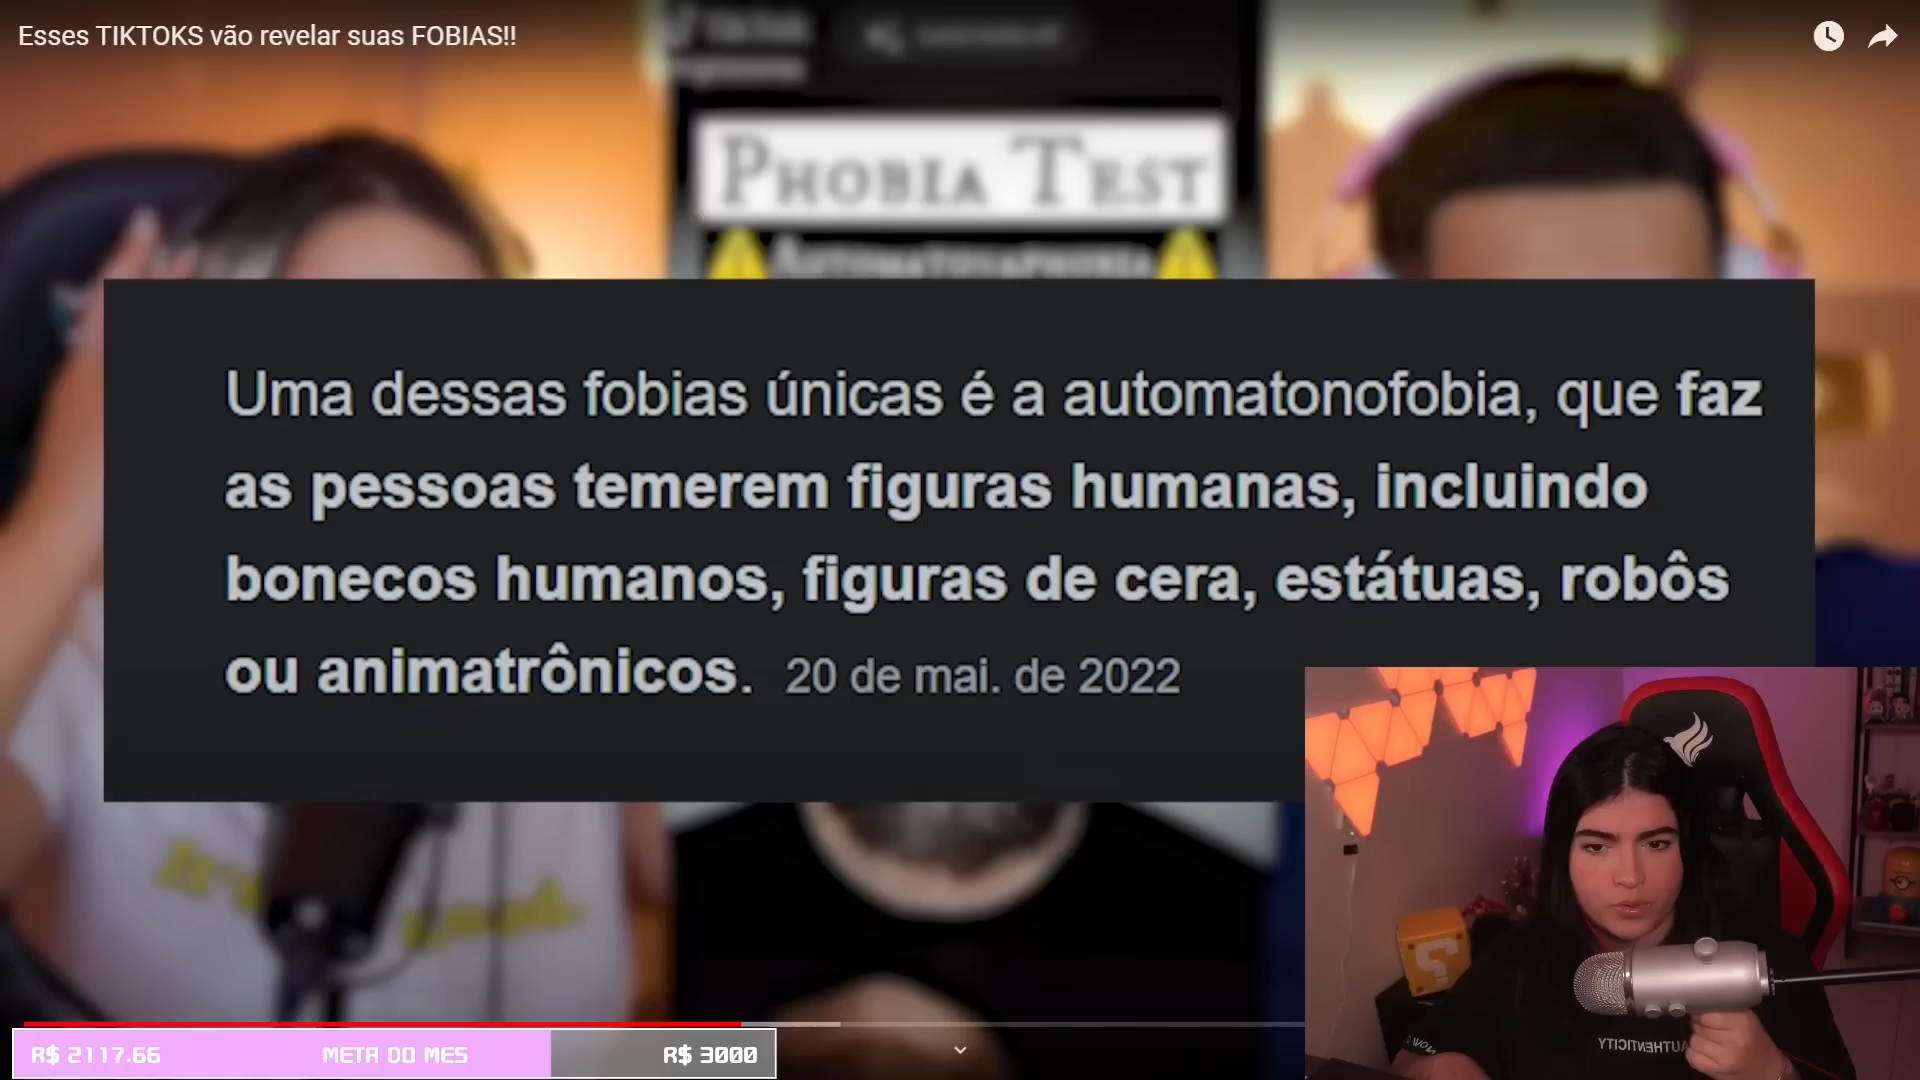 Esses TIKTOKS vão revelar suas FOBIAS!!
PHOBIA TEST
AUTOMATONAPHOBIA
Uma dessas fobias únicas é a automatonofobia, que faz
as pessoas temerem figuras humanas, incluindo
bonecos humanos, figuras de cera, estátuas, robôs
ou animatrônicos. 20 de mai. de 2022
AUTHENTICITY
R$ 2117.66 META DO MES R$ 3000